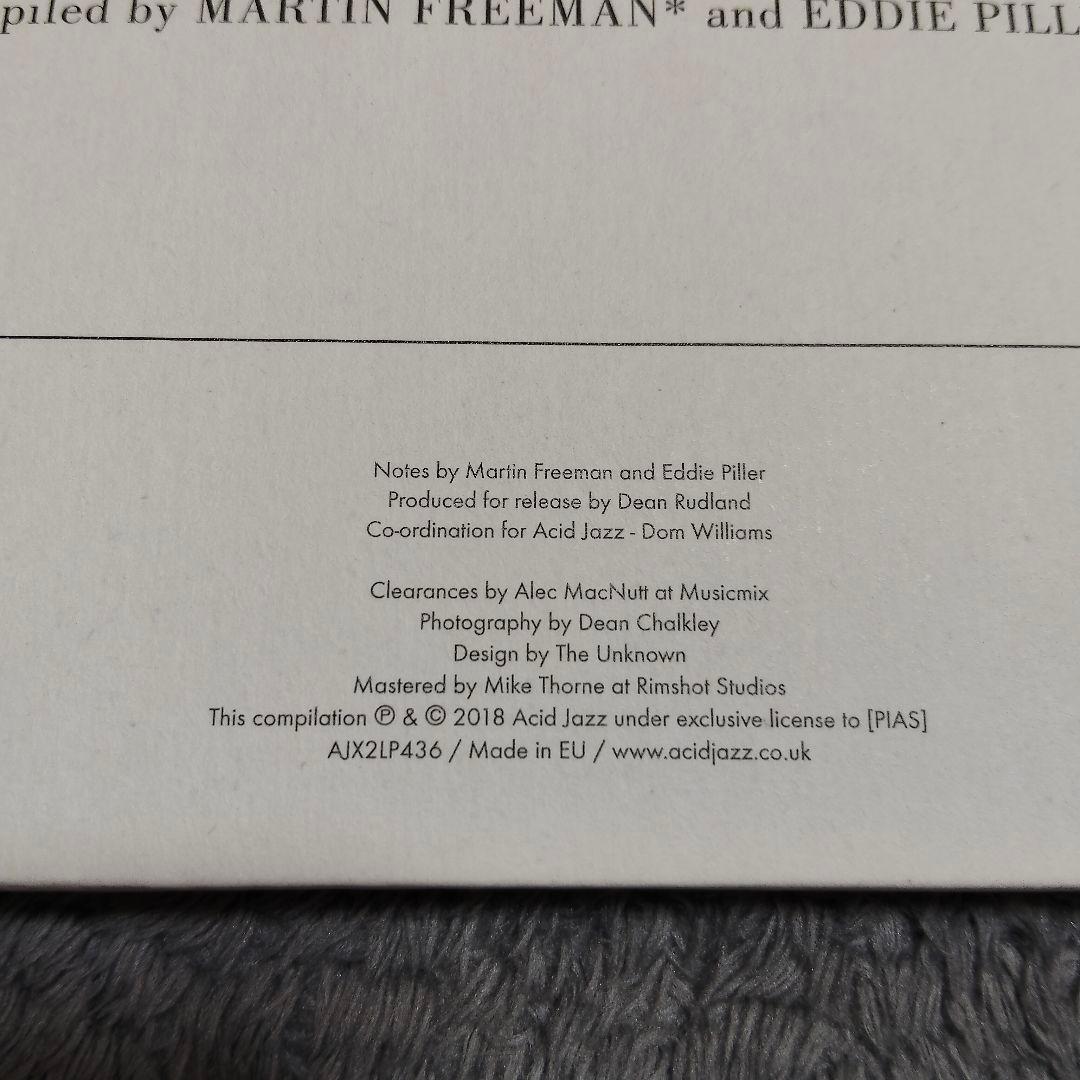 piled by MARTIN FREEMAN* and EDDIE PILL
Notes by Martin Freeman and Eddie Piller
Produced for release by Dean Rudland
Co-ordination for Acid Jazz - Dom Williams
Clearances by Alec MacNutt at Musicmix
Photography by Dean Chalkley
Design by The Unknown
Mastered by Mike Thorne at Rimshot Studios
This compilation ℗ & © 2018 Acid Jazz under exclusive license to [PIAS]
AJX2LP436 / Made in EU / www.acidjazz.co.uk